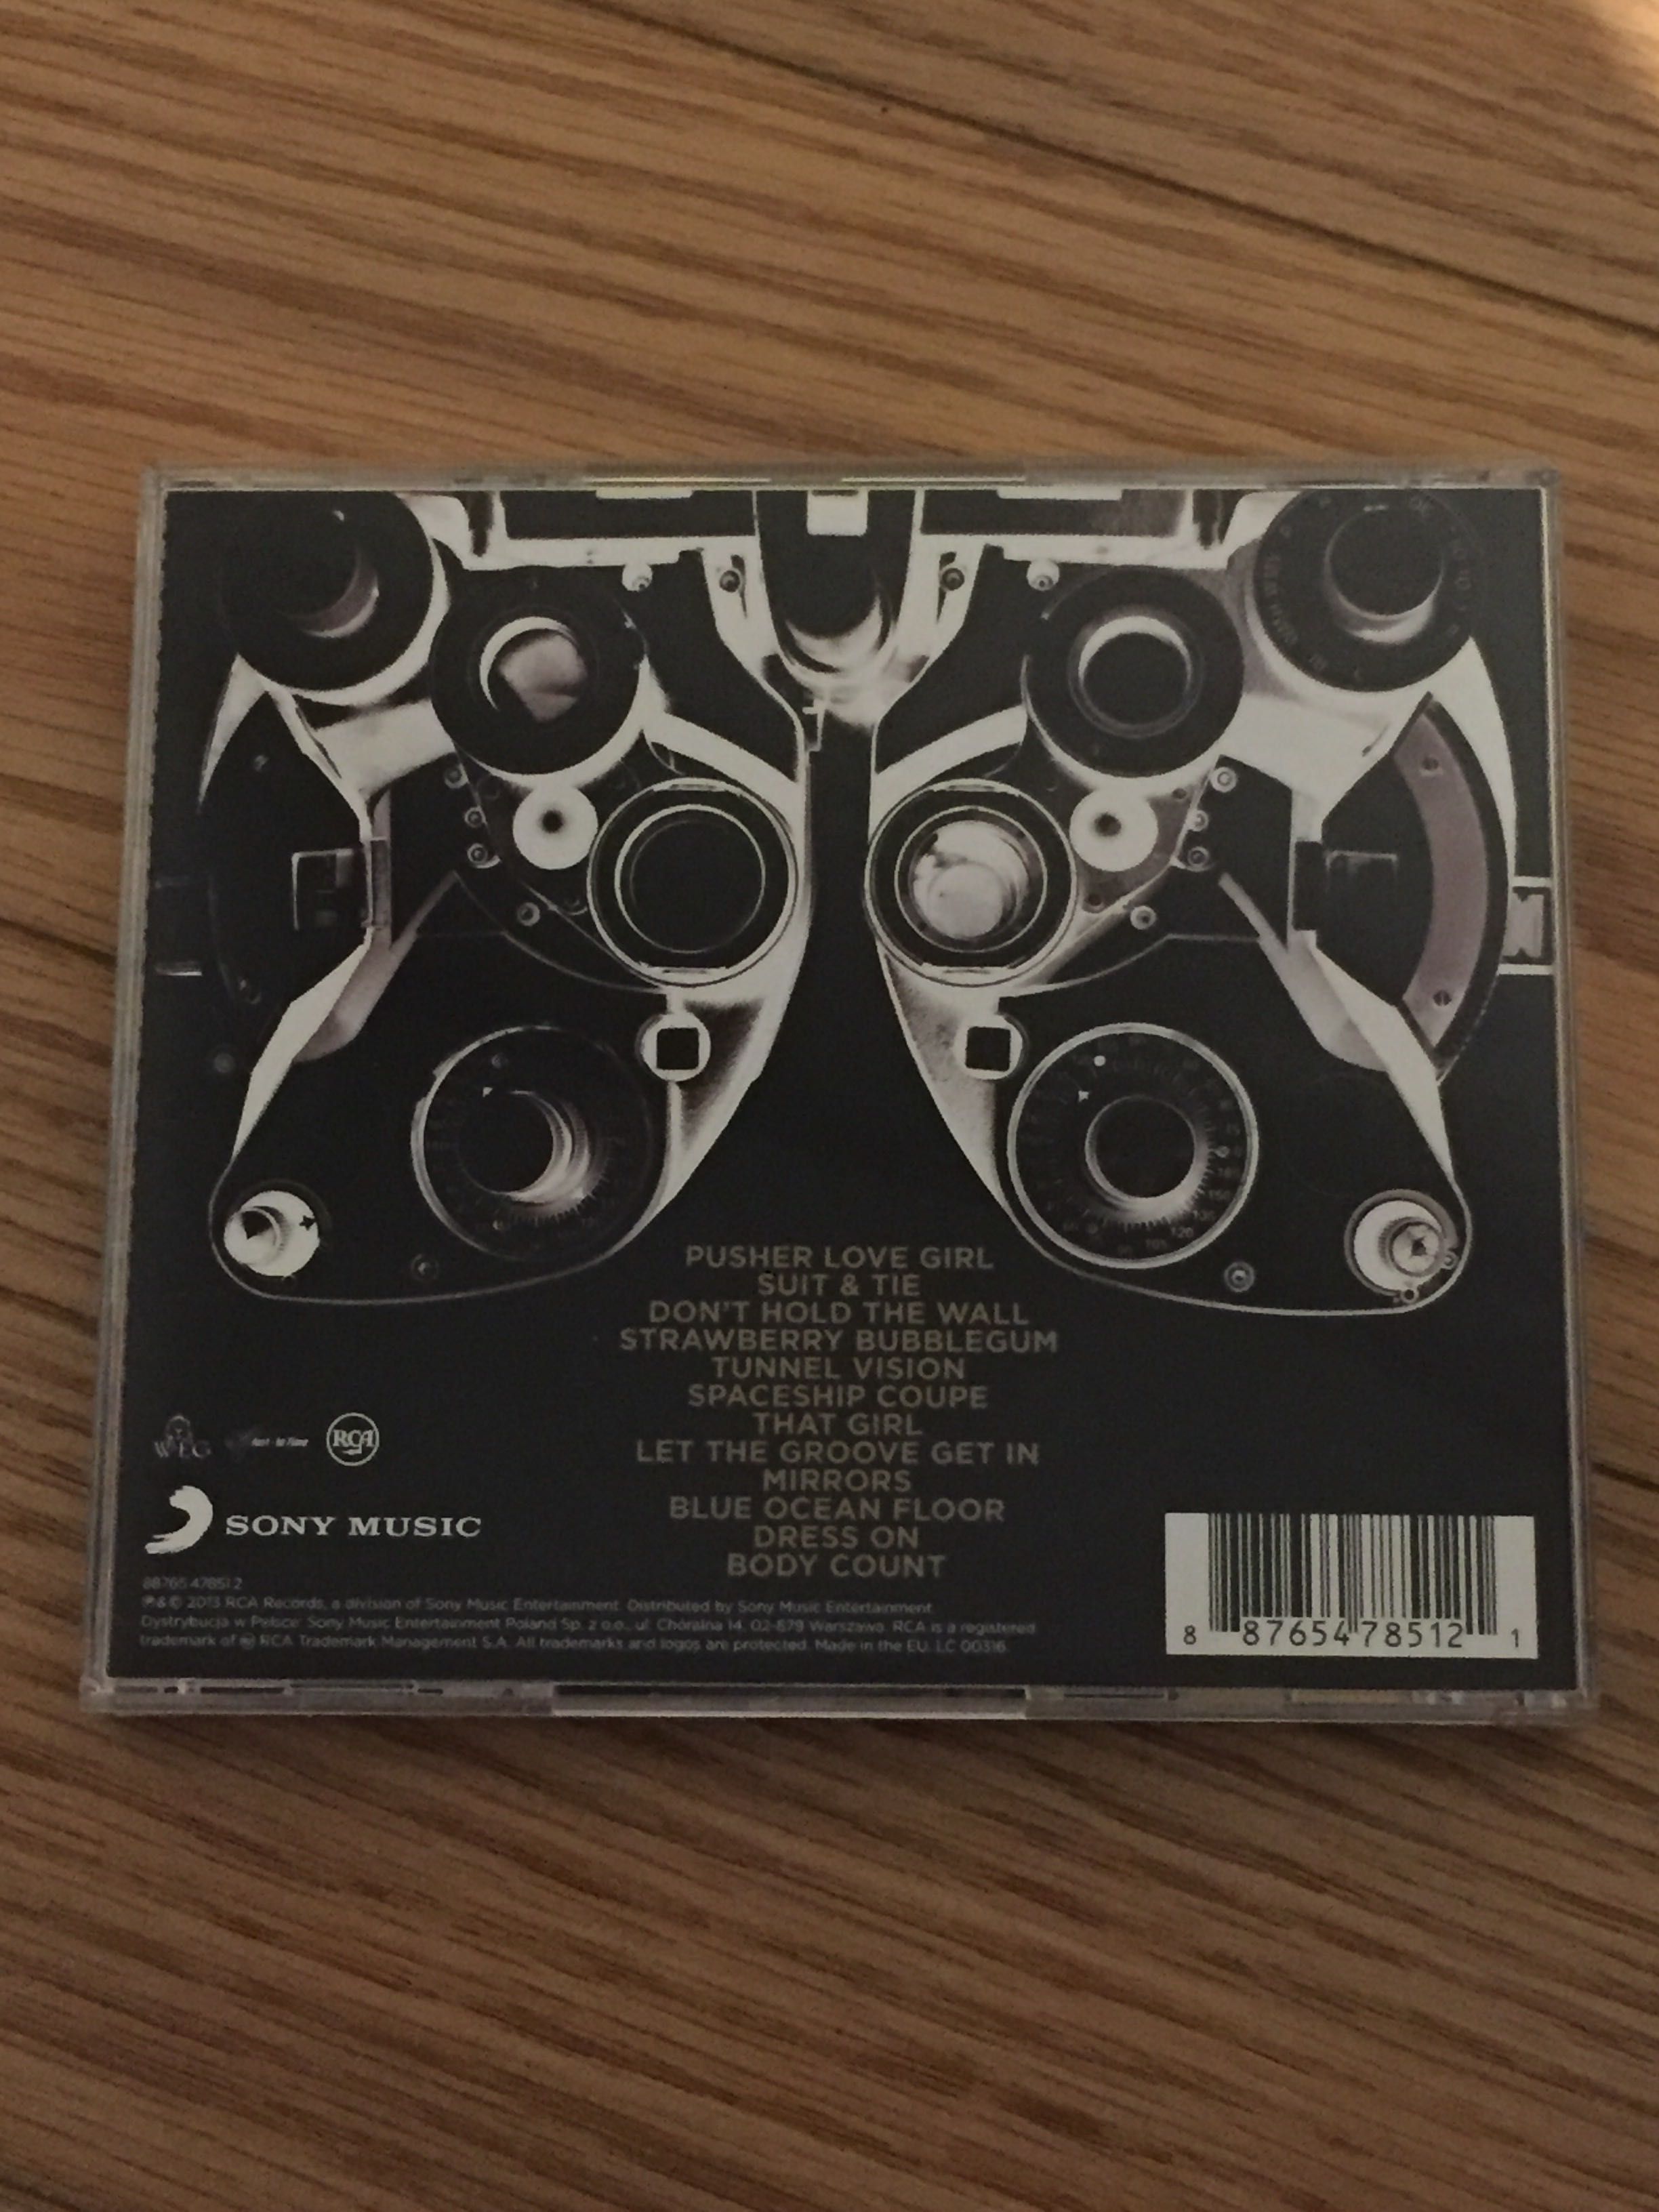 PUSHER LOVE GIRL
SUIT & TIE
DON'T HOLD THE WALL
STRAWBERRY BUBBLEGUM
TUNNEL VISION
SPACESHIP COUPE
THAT GIRL
LET THE GROOVE GET IN
MIRRORS
BLUE OCEAN FLOOR
DRESS ON
BODY COUNT
WEG
RCA
SONY MUSIC
88765 47851 2
℗ & © 2013 RCA Records, a division of Sony Music Entertainment. Distributed by Sony Music Entertainment.
Dystrybucja w Polsce: Sony Music Entertainment Poland Sp. z o.o., ul. Chóralna 14, 02-879 Warszawa. RCA is a registered
trademark of ® RCA Trademark Management S.A. All trademarks and logos are protected. Made in the EU. LC 00316.
8 87654 78512 1